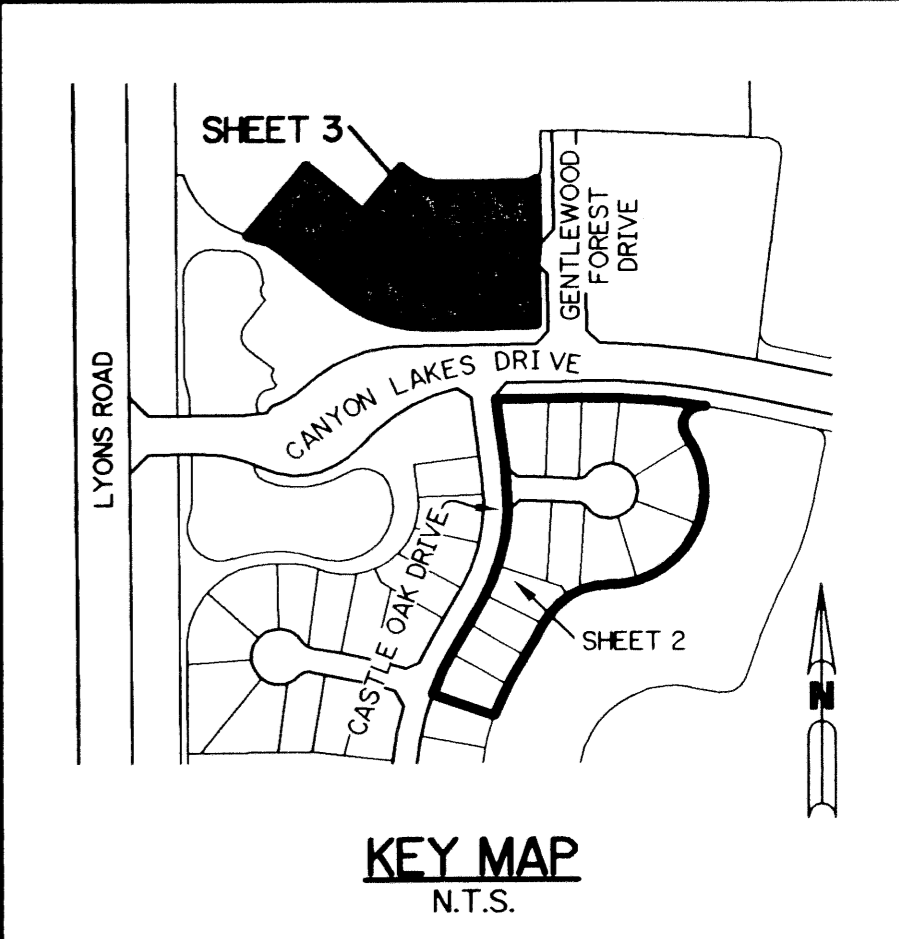 SHEET 3
GENTLEWOOD
FOREST
DRIVE
CANYON LAKES DRIVE
LYONS ROAD
CASTLE OAK DRIVE
SHEET 2
N
KEY MAP
N.T.S.